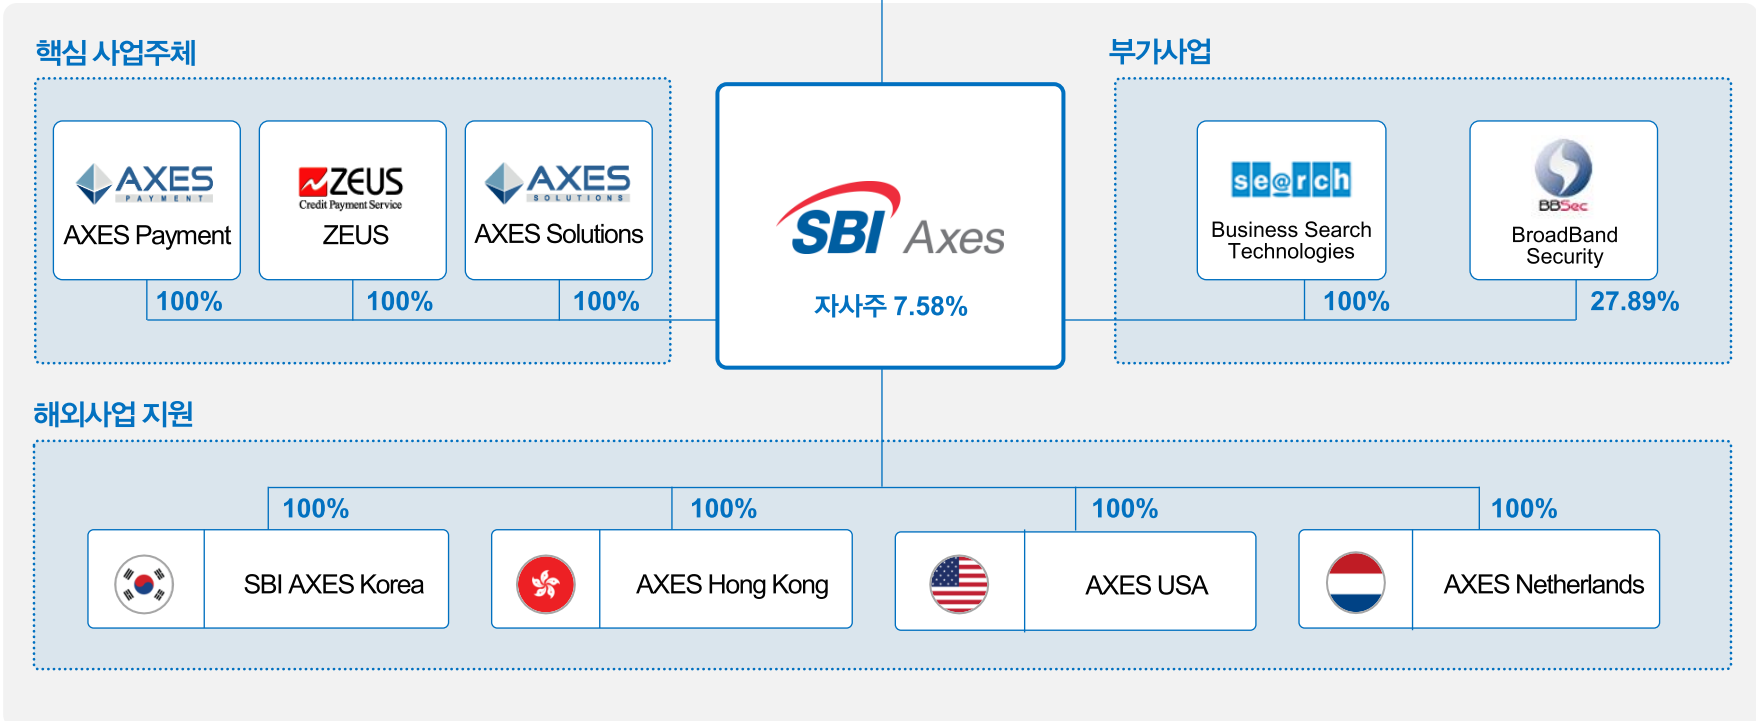 핵심 사업주체
AXES
PAYMENT
AXES Payment
100%
ZEUS
Credit Payment Service
ZEUS
100%
AXES
SOLUTIONS
AXES Solutions
100%
SBI Axes
자사주 7.58%
부가사업
se@rch
Business Search
Technologies
100%
BBSec
BroadBand
Security
27.89%
해외사업 지원
100%
SBI AXES Korea
100%
AXES Hong Kong
100%
AXES USA
100%
AXES Netherlands